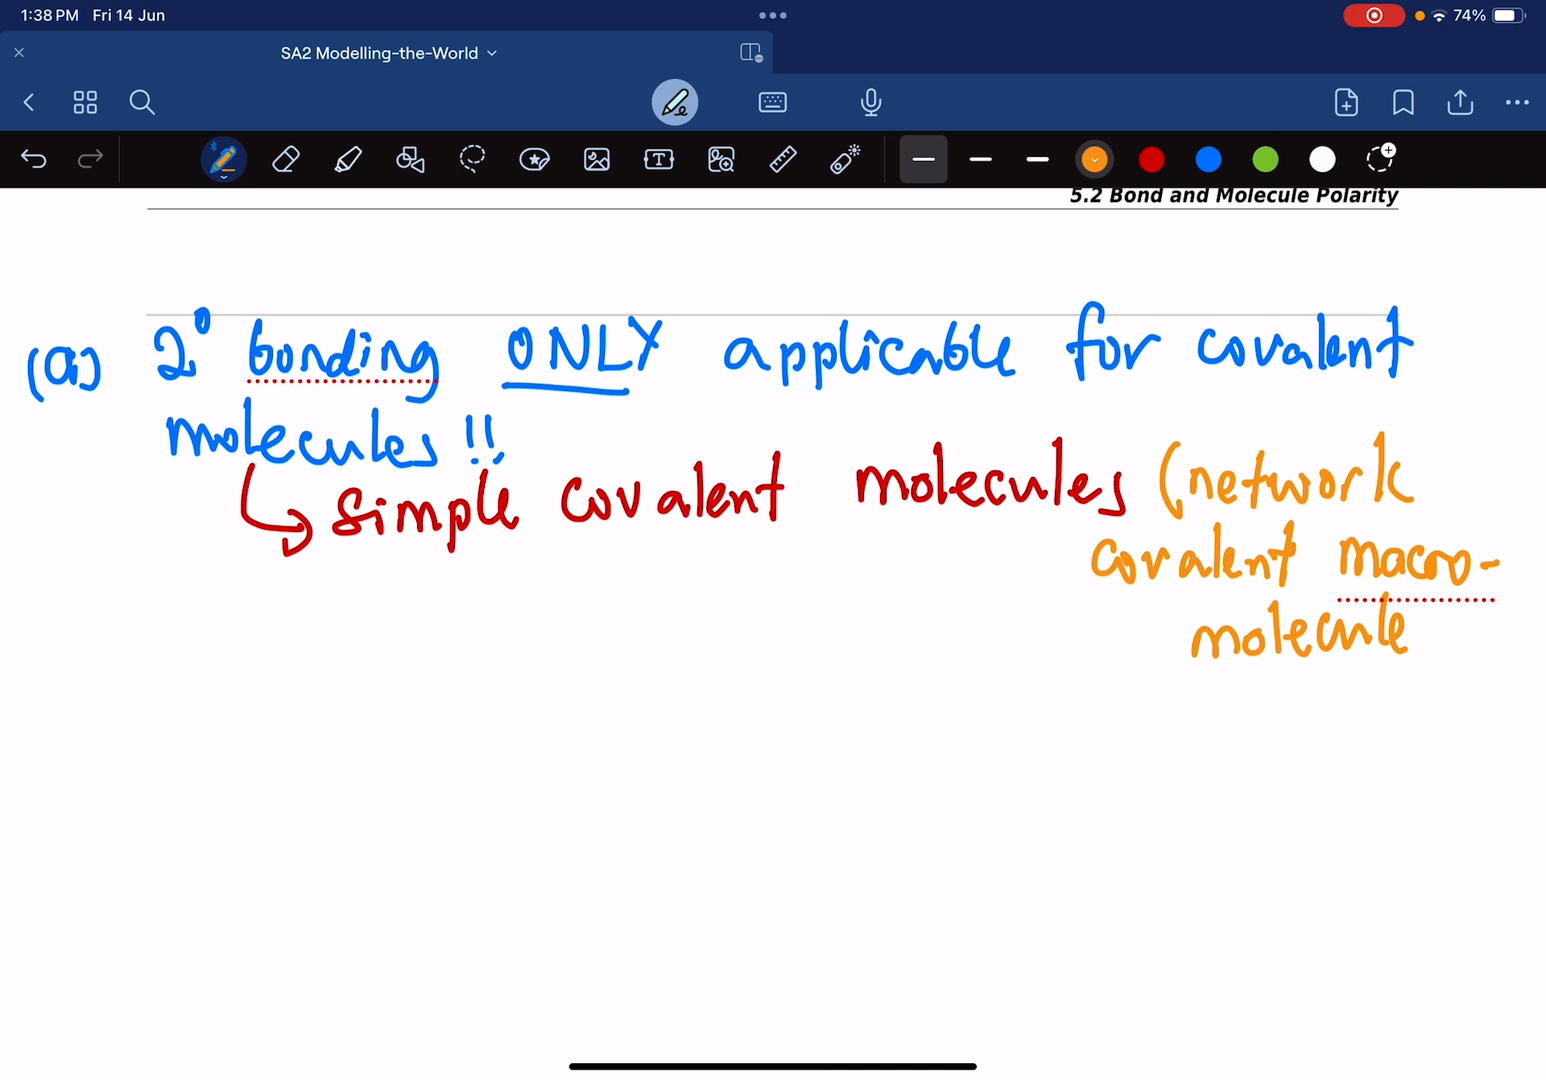 1:38 PM Fri 14 Jun
74%
SA2 Modelling-the-World
5.2 Bond and Molecule Polarity
(a) 2° bonding ONLY applicable for covalent
molecules!!
↳ simple covalent molecules (network
covalent macro-
molecule